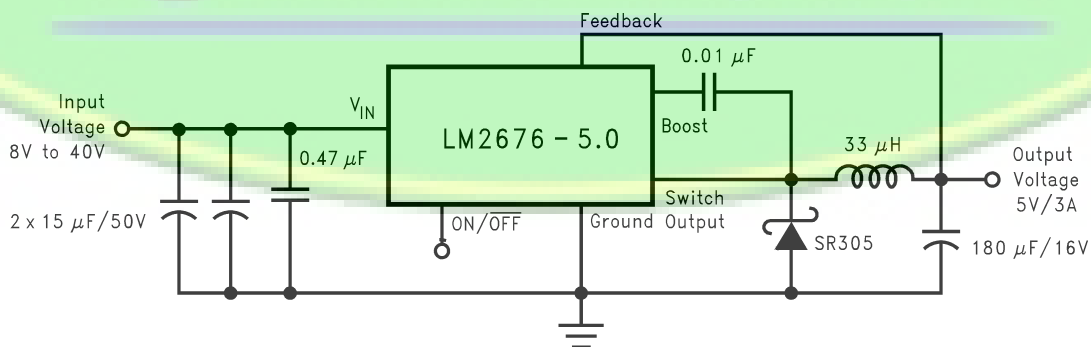 Feedback
0.01 μF
Input
Voltage
8V to 40V
V_IN
LM2676 – 5.0
Boost
0.47 μF
33 μH
Output
Voltage
5V/3A
2 x 15 μF/50V
ON/O̅F̅F̅
Ground
Switch
Output
SR305
180 μF/16V